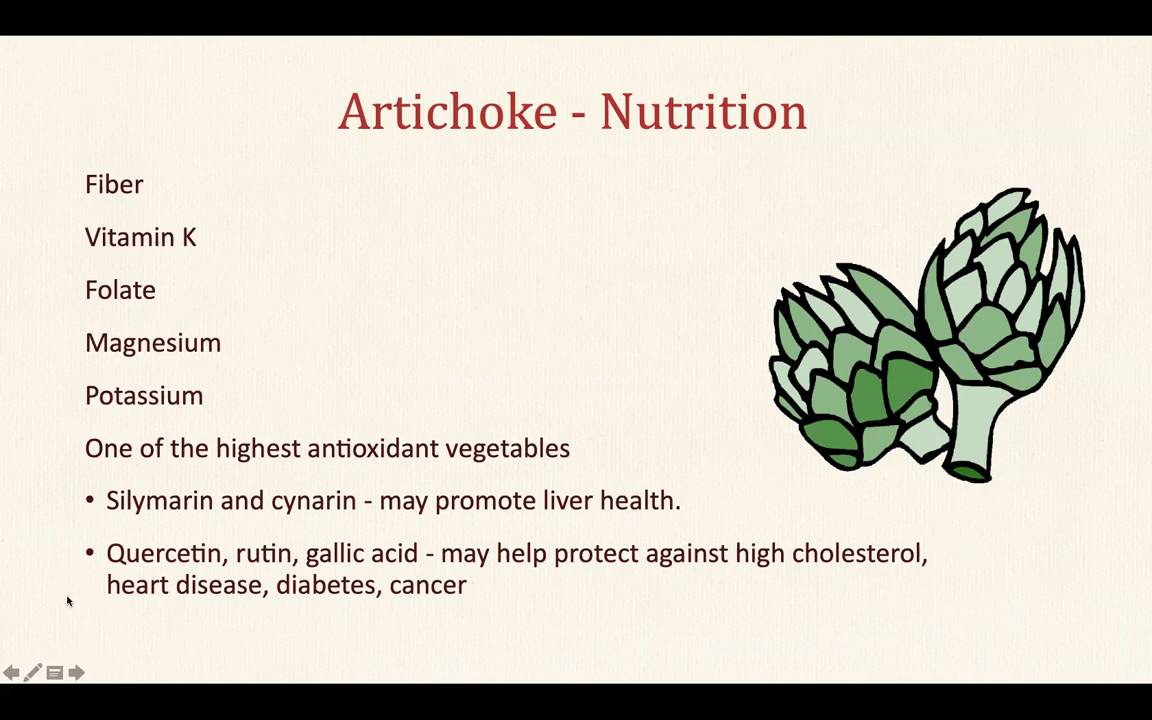 Artichoke - Nutrition
Fiber
Vitamin K
Folate
Magnesium
Potassium
One of the highest antioxidant vegetables
• Silymarin and cynarin - may promote liver health.
• Quercetin, rutin, gallic acid - may help protect against high cholesterol,
heart disease, diabetes, cancer